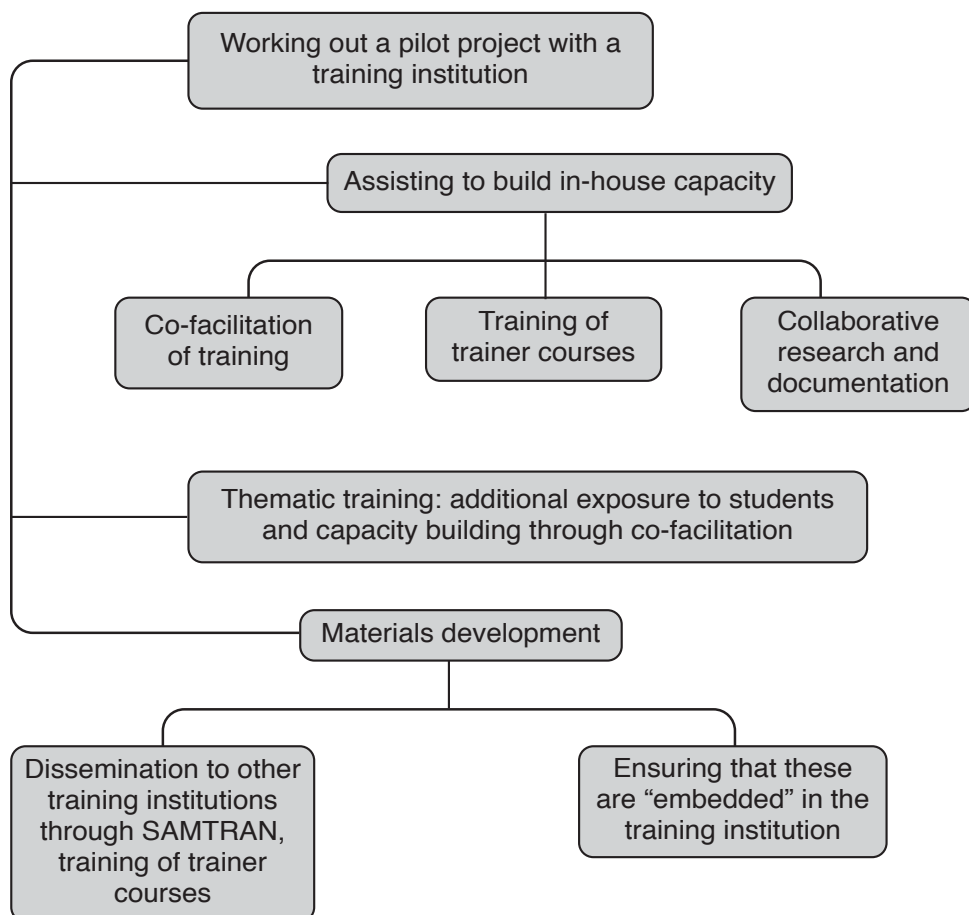 Working out a pilot project with a
training institution
Assisting to build in-house capacity
Co-facilitation
of training
Training of
trainer courses
Collaborative
research and
documentation
Thematic training: additional exposure to students
and capacity building through co-facilitation
Materials development
Dissemination to other
training institutions
through SAMTRAN,
training of trainer
courses
Ensuring that these
are “embedded” in the
training institution